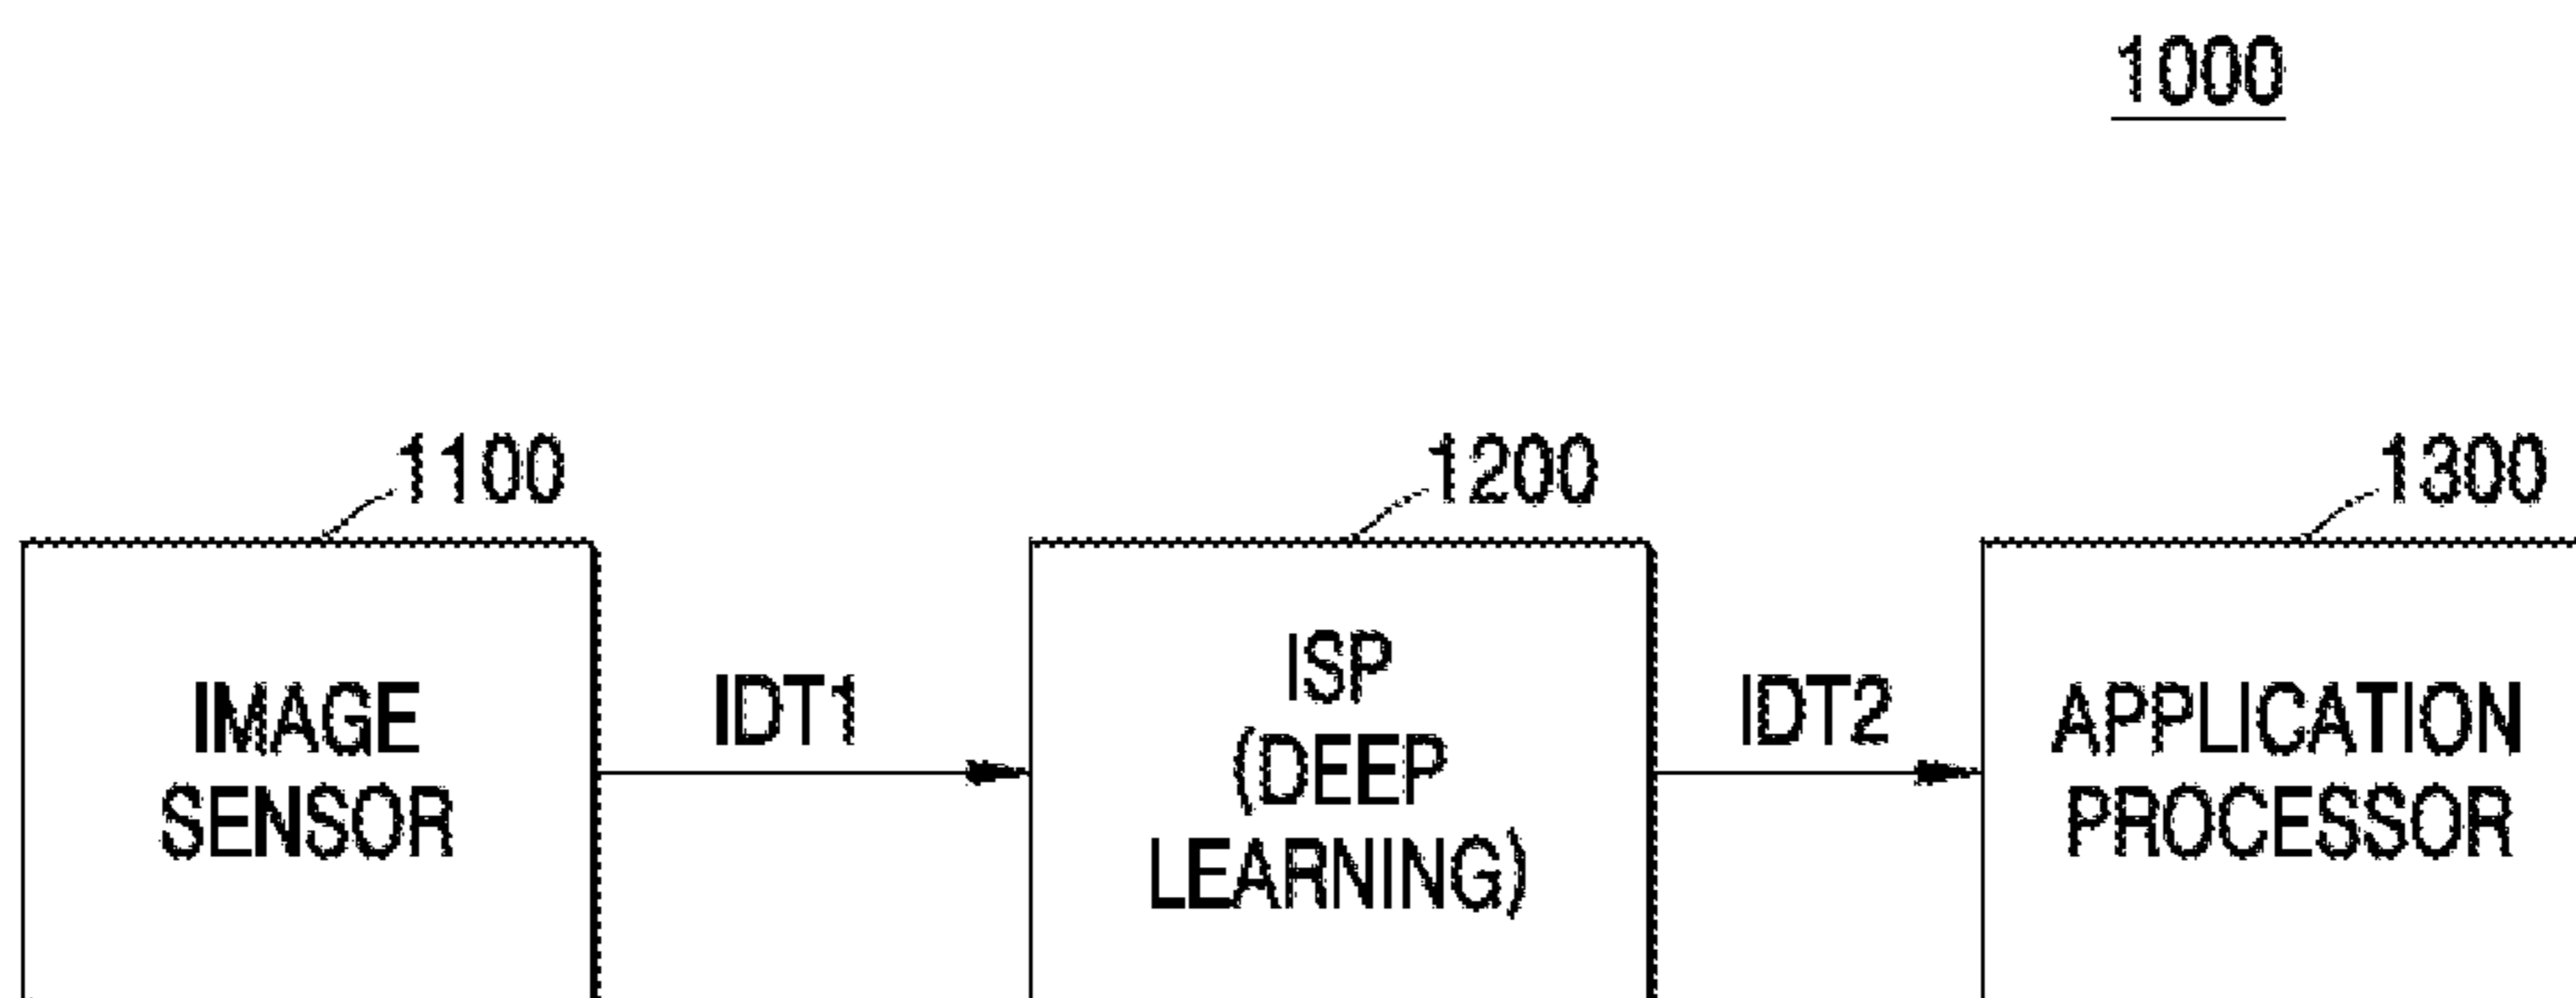 1000
1100
1200
1300
IMAGE
SENSOR
IDT1
ISP
(DEEP
LEARNING)
IDT2
APPLICATION
PROCESSOR